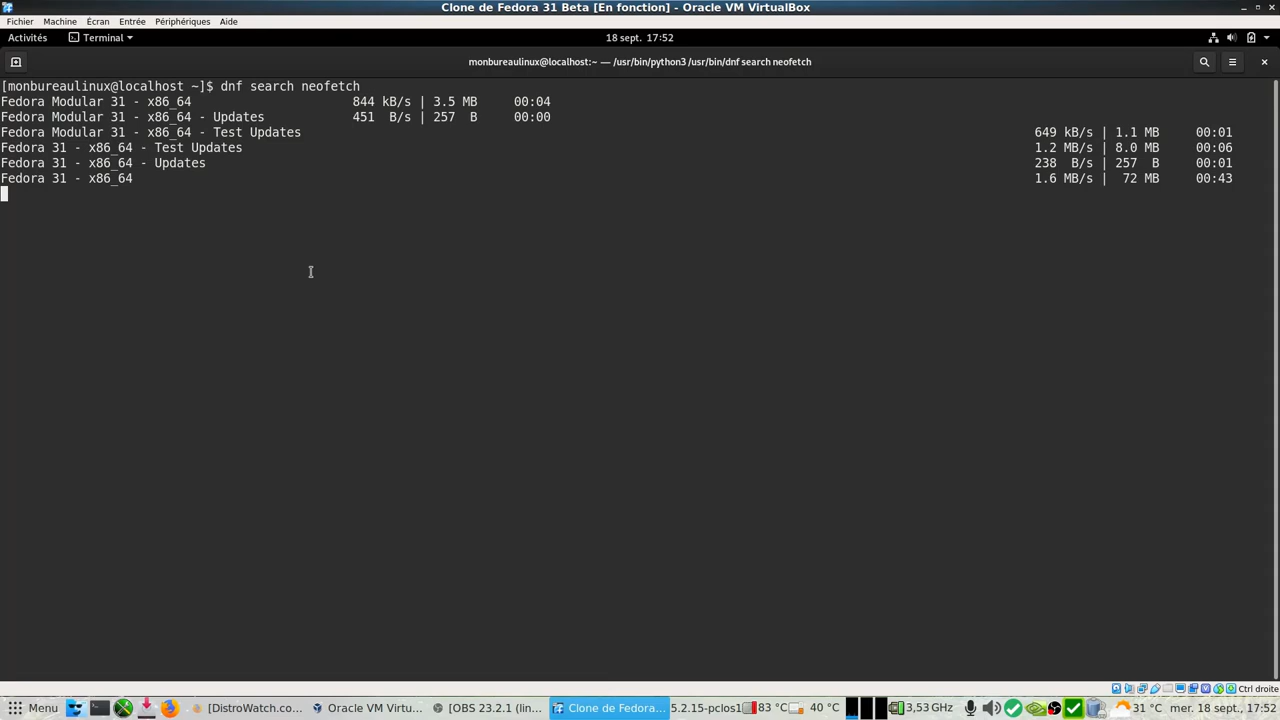 Clone de Fedora 31 Beta [En fonction] - Oracle VM VirtualBox
Fichier Machine Écran Entrée Périphériques Aide
Activités Terminal 18 sept. 17:52
monbureaulinux@localhost:~ — /usr/bin/python3 /usr/bin/dnf search neofetch
[monbureaulinux@localhost ~]$ dnf search neofetch
Fedora Modular 31 - x86_64 844 kB/s | 3.5 MB 00:04
Fedora Modular 31 - x86_64 - Updates 451 B/s | 257 B 00:00
Fedora Modular 31 - x86_64 - Test Updates 649 kB/s | 1.1 MB 00:01
Fedora 31 - x86_64 - Test Updates 1.2 MB/s | 8.0 MB 00:06
Fedora 31 - x86_64 - Updates 238 B/s | 257 B 00:01
Fedora 31 - x86_64 1.6 MB/s | 72 MB 00:43
Ctrl droite
Menu [DistroWatch.co... Oracle VM Virtu... [OBS 23.2.1 (lin... Clone de Fedora... 5.2.15-pclos1 83 °C 40 °C 3,53GHz 31 °C mer. 18 sept., 17:52